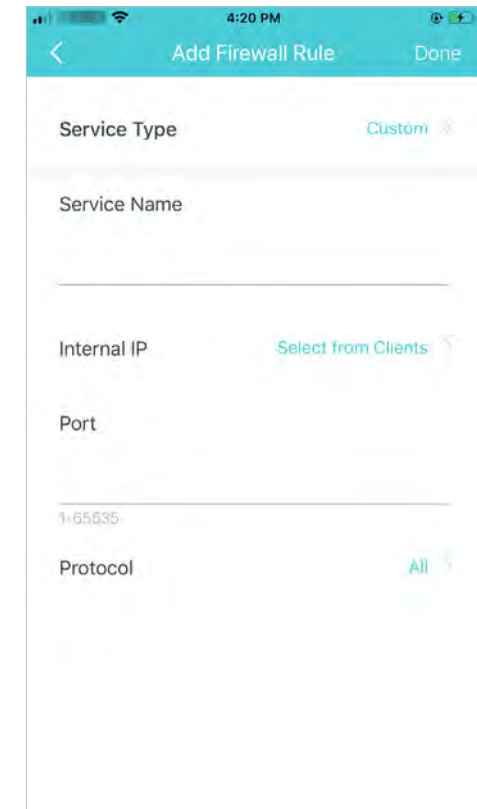 4:20 PM
Add Firewall Rule Done
Service Type Custom
Service Name
Internal IP Select from Clients
Port
1-65535
Protocol All